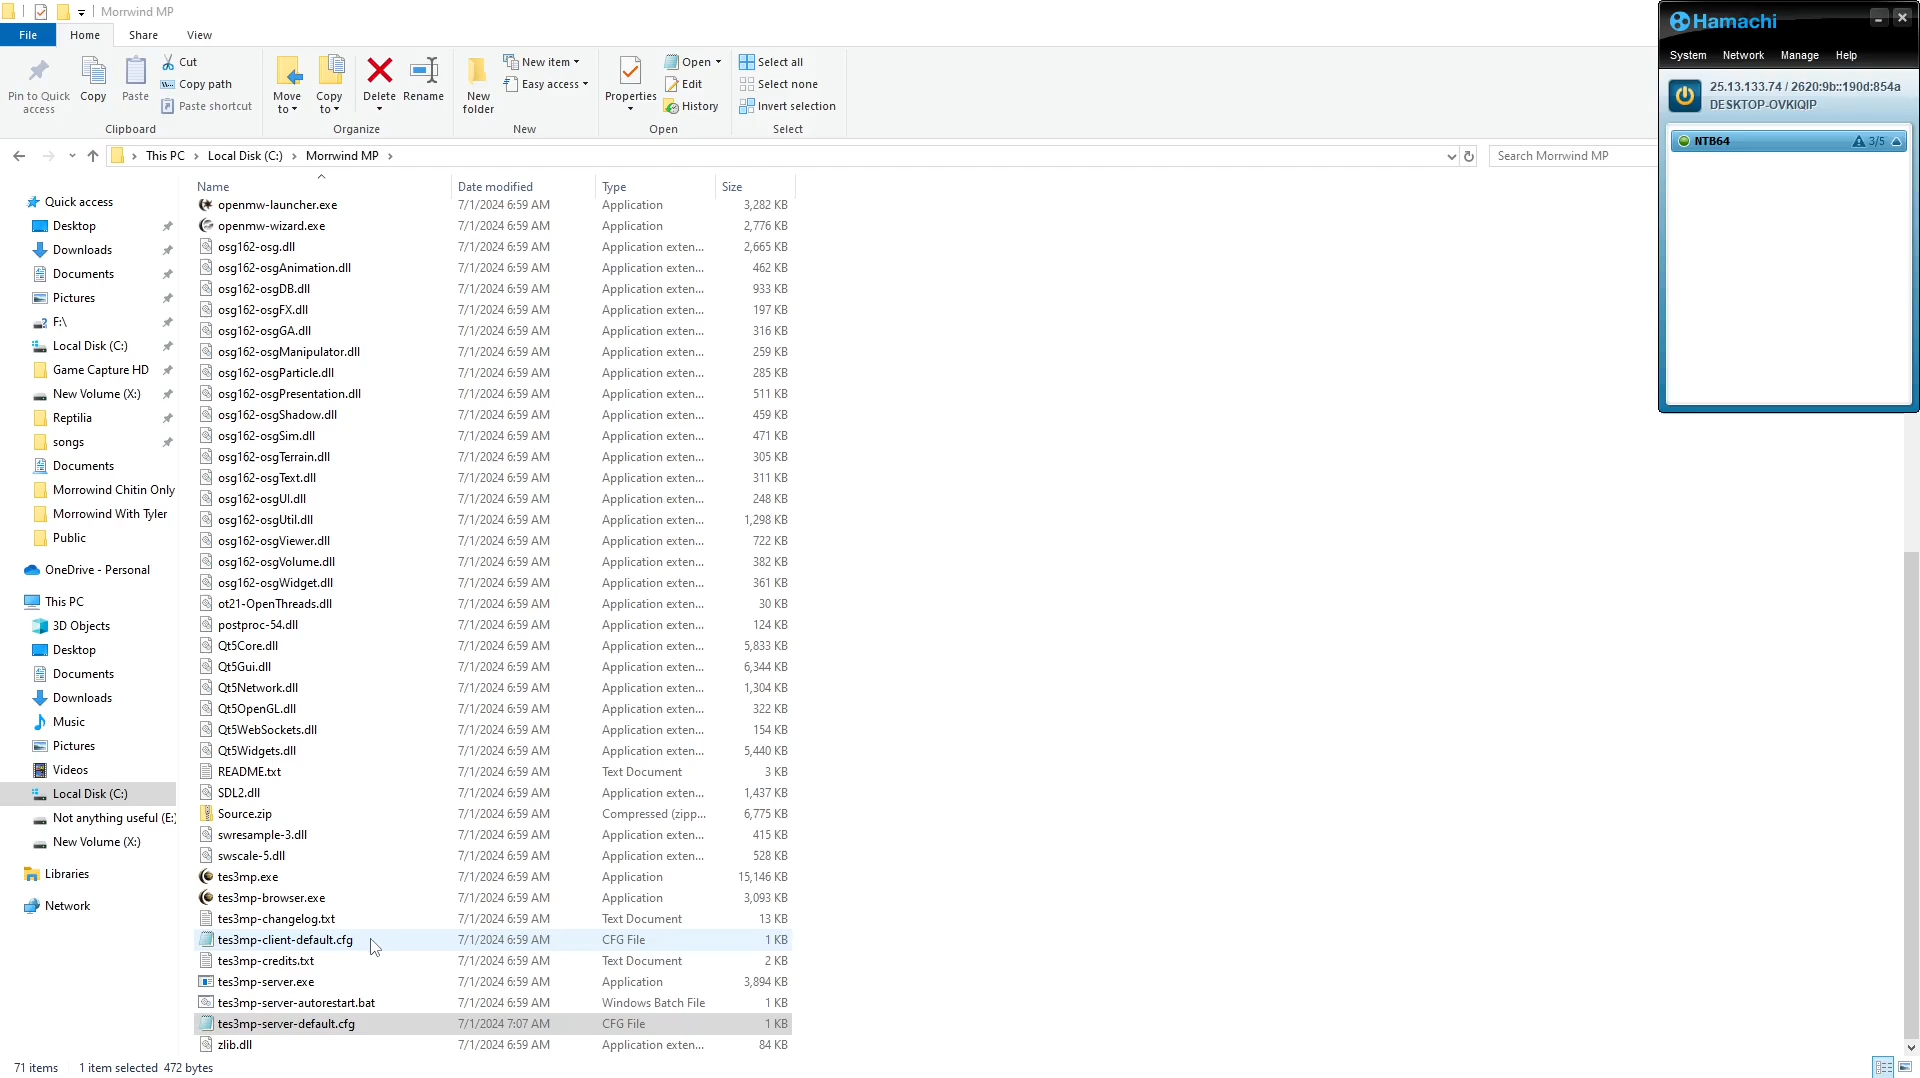 Morrwind MP
File Home Share View
Pin to Quick access
Copy
Paste
Cut
Copy path
Paste shortcut
Clipboard
Move to
Copy to
Delete
Rename
Organize
New folder
New item
Easy access
New
Properties
Open
Edit
History
Open
Select all
Select none
Invert selection
Select
This PC Local Disk (C:) Morrwind MP
Search Morrwind MP
Quick access
Desktop
Downloads
Documents
Pictures
F:\
Local Disk (C:)
Game Capture HD
New Volume (X:)
Reptilia
songs
Documents
Morrowind Chitin Only
Morrowind With Tyler
Public
OneDrive - Personal
This PC
3D Objects
Desktop
Documents
Downloads
Music
Pictures
Videos
Local Disk (C:)
Not anything useful (E:)
New Volume (X:)
Libraries
Network
Name Date modified Type Size
openmw-launcher.exe 7/1/2024 6:59 AM Application 3,282 KB
openmw-wizard.exe 7/1/2024 6:59 AM Application 2,776 KB
osg162-osg.dll 7/1/2024 6:59 AM Application exten... 2,665 KB
osg162-osgAnimation.dll 7/1/2024 6:59 AM Application exten... 462 KB
osg162-osgDB.dll 7/1/2024 6:59 AM Application exten... 933 KB
osg162-osgFX.dll 7/1/2024 6:59 AM Application exten... 197 KB
osg162-osgGA.dll 7/1/2024 6:59 AM Application exten... 316 KB
osg162-osgManipulator.dll 7/1/2024 6:59 AM Application exten... 259 KB
osg162-osgParticle.dll 7/1/2024 6:59 AM Application exten... 285 KB
osg162-osgPresentation.dll 7/1/2024 6:59 AM Application exten... 511 KB
osg162-osgShadow.dll 7/1/2024 6:59 AM Application exten... 459 KB
osg162-osgSim.dll 7/1/2024 6:59 AM Application exten... 471 KB
osg162-osgTerrain.dll 7/1/2024 6:59 AM Application exten... 305 KB
osg162-osgText.dll 7/1/2024 6:59 AM Application exten... 311 KB
osg162-osgUI.dll 7/1/2024 6:59 AM Application exten... 248 KB
osg162-osgUtil.dll 7/1/2024 6:59 AM Application exten... 1,298 KB
osg162-osgViewer.dll 7/1/2024 6:59 AM Application exten... 722 KB
osg162-osgVolume.dll 7/1/2024 6:59 AM Application exten... 382 KB
osg162-osgWidget.dll 7/1/2024 6:59 AM Application exten... 361 KB
ot21-OpenThreads.dll 7/1/2024 6:59 AM Application exten... 30 KB
postproc-54.dll 7/1/2024 6:59 AM Application exten... 124 KB
Qt5Core.dll 7/1/2024 6:59 AM Application exten... 5,833 KB
Qt5Gui.dll 7/1/2024 6:59 AM Application exten... 6,344 KB
Qt5Network.dll 7/1/2024 6:59 AM Application exten... 1,304 KB
Qt5OpenGL.dll 7/1/2024 6:59 AM Application exten... 322 KB
Qt5WebSockets.dll 7/1/2024 6:59 AM Application exten... 154 KB
Qt5Widgets.dll 7/1/2024 6:59 AM Application exten... 5,440 KB
README.txt 7/1/2024 6:59 AM Text Document 3 KB
SDL2.dll 7/1/2024 6:59 AM Application exten... 1,437 KB
Source.zip 7/1/2024 6:59 AM Compressed (zipp... 6,775 KB
swresample-3.dll 7/1/2024 6:59 AM Application exten... 415 KB
swscale-5.dll 7/1/2024 6:59 AM Application exten... 528 KB
tes3mp.exe 7/1/2024 6:59 AM Application 15,146 KB
tes3mp-browser.exe 7/1/2024 6:59 AM Application 3,093 KB
tes3mp-changelog.txt 7/1/2024 6:59 AM Text Document 13 KB
tes3mp-client-default.cfg 7/1/2024 6:59 AM CFG File 1 KB
tes3mp-credits.txt 7/1/2024 6:59 AM Text Document 2 KB
tes3mp-server.exe 7/1/2024 6:59 AM Application 3,894 KB
tes3mp-server-autorestart.bat 7/1/2024 6:59 AM Windows Batch File 1 KB
tes3mp-server-default.cfg 7/1/2024 7:07 AM CFG File 1 KB
zlib.dll 7/1/2024 6:59 AM Application exten... 84 KB
71 items 1 item selected 472 bytes
Hamachi
System Network Manage Help
25.13.133.74 / 2620:9b::190d:854a
DESKTOP-OVKIQIP
NTB64 3/5